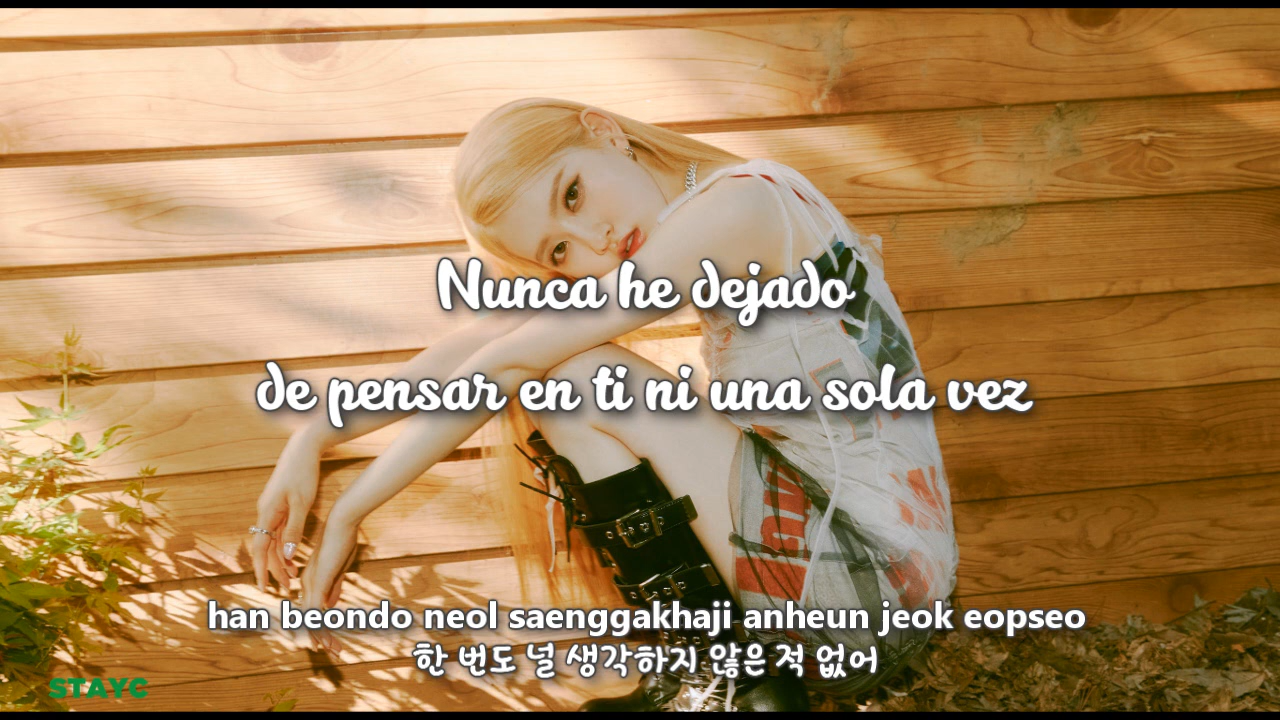 Nunca he dejado
de pensar en ti ni una sola vez
han beondo neol saenggakhaji anheun jeok eopseo
한 번도 널 생각하지 않은 적 없어
STAYC